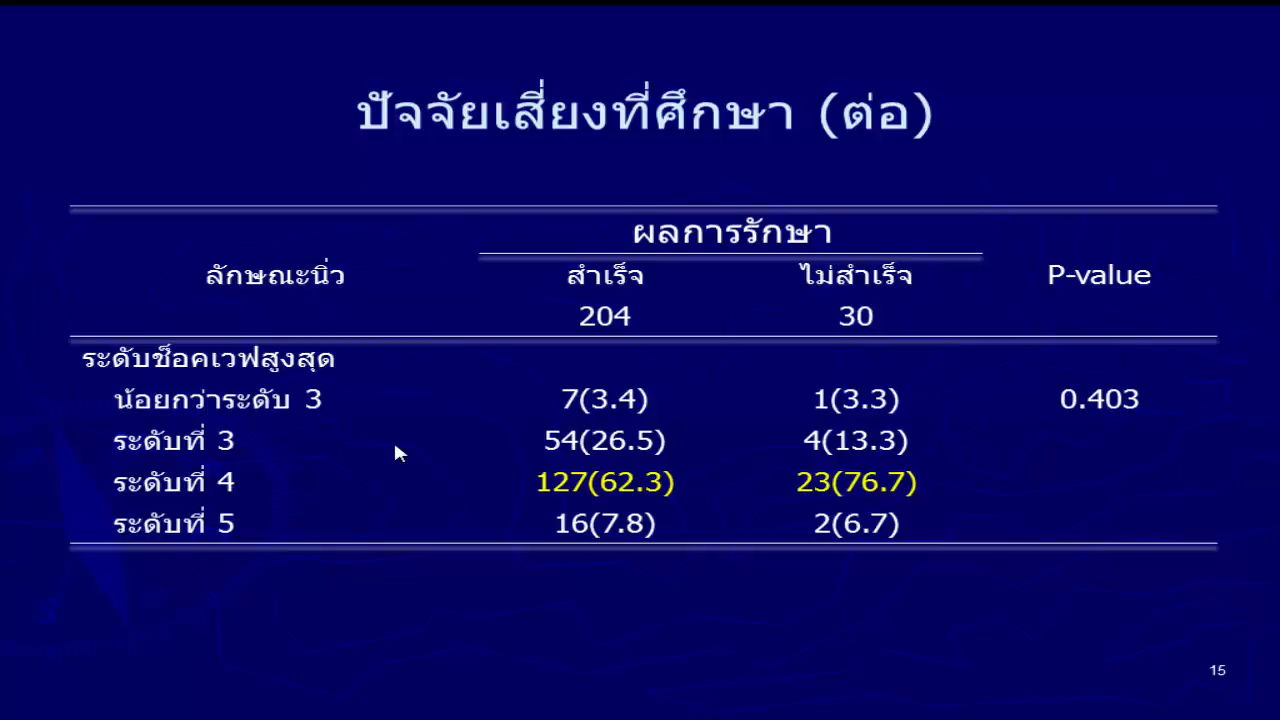 ปัจจัยเสี่ยงที่ศึกษา (ต่อ)
ผลการรักษา
ลักษณะนิ่ว สำเร็จ ไม่สำเร็จ P-value
204 30
ระดับช็อคเวฟสูงสุด
น้อยกว่าระดับ 3 7(3.4) 1(3.3) 0.403
ระดับที่ 3 54(26.5) 4(13.3)
ระดับที่ 4 127(62.3) 23(76.7)
ระดับที่ 5 16(7.8) 2(6.7)
15